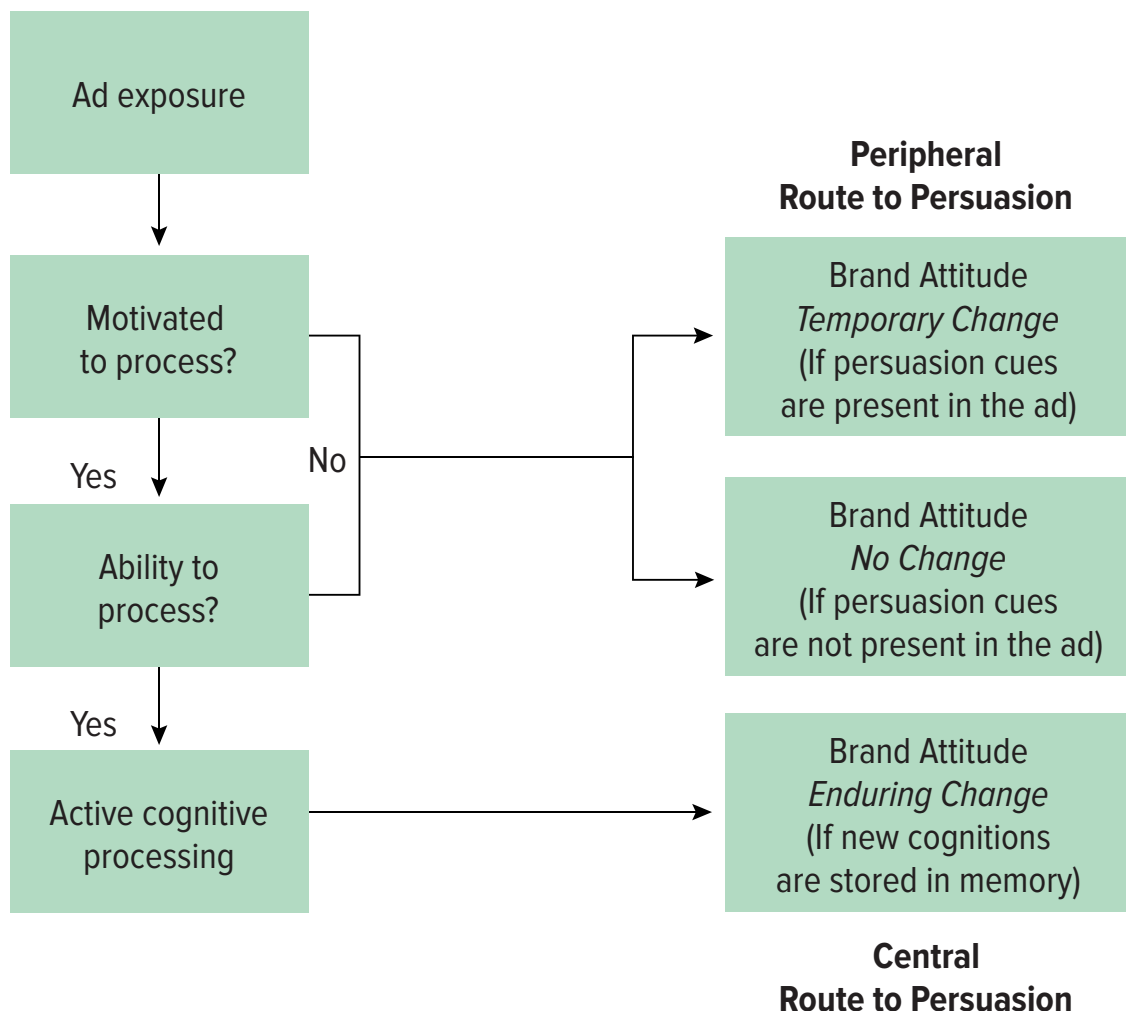 Ad exposure
Peripheral
Route to Persuasion
Motivated
to process?
Brand Attitude
Temporary Change
(If persuasion cues
are present in the ad)
No
Yes
Ability to
process?
Brand Attitude
No Change
(If persuasion cues
are not present in the ad)
Yes
Active cognitive
processing
Brand Attitude
Enduring Change
(If new cognitions
are stored in memory)
Central
Route to Persuasion